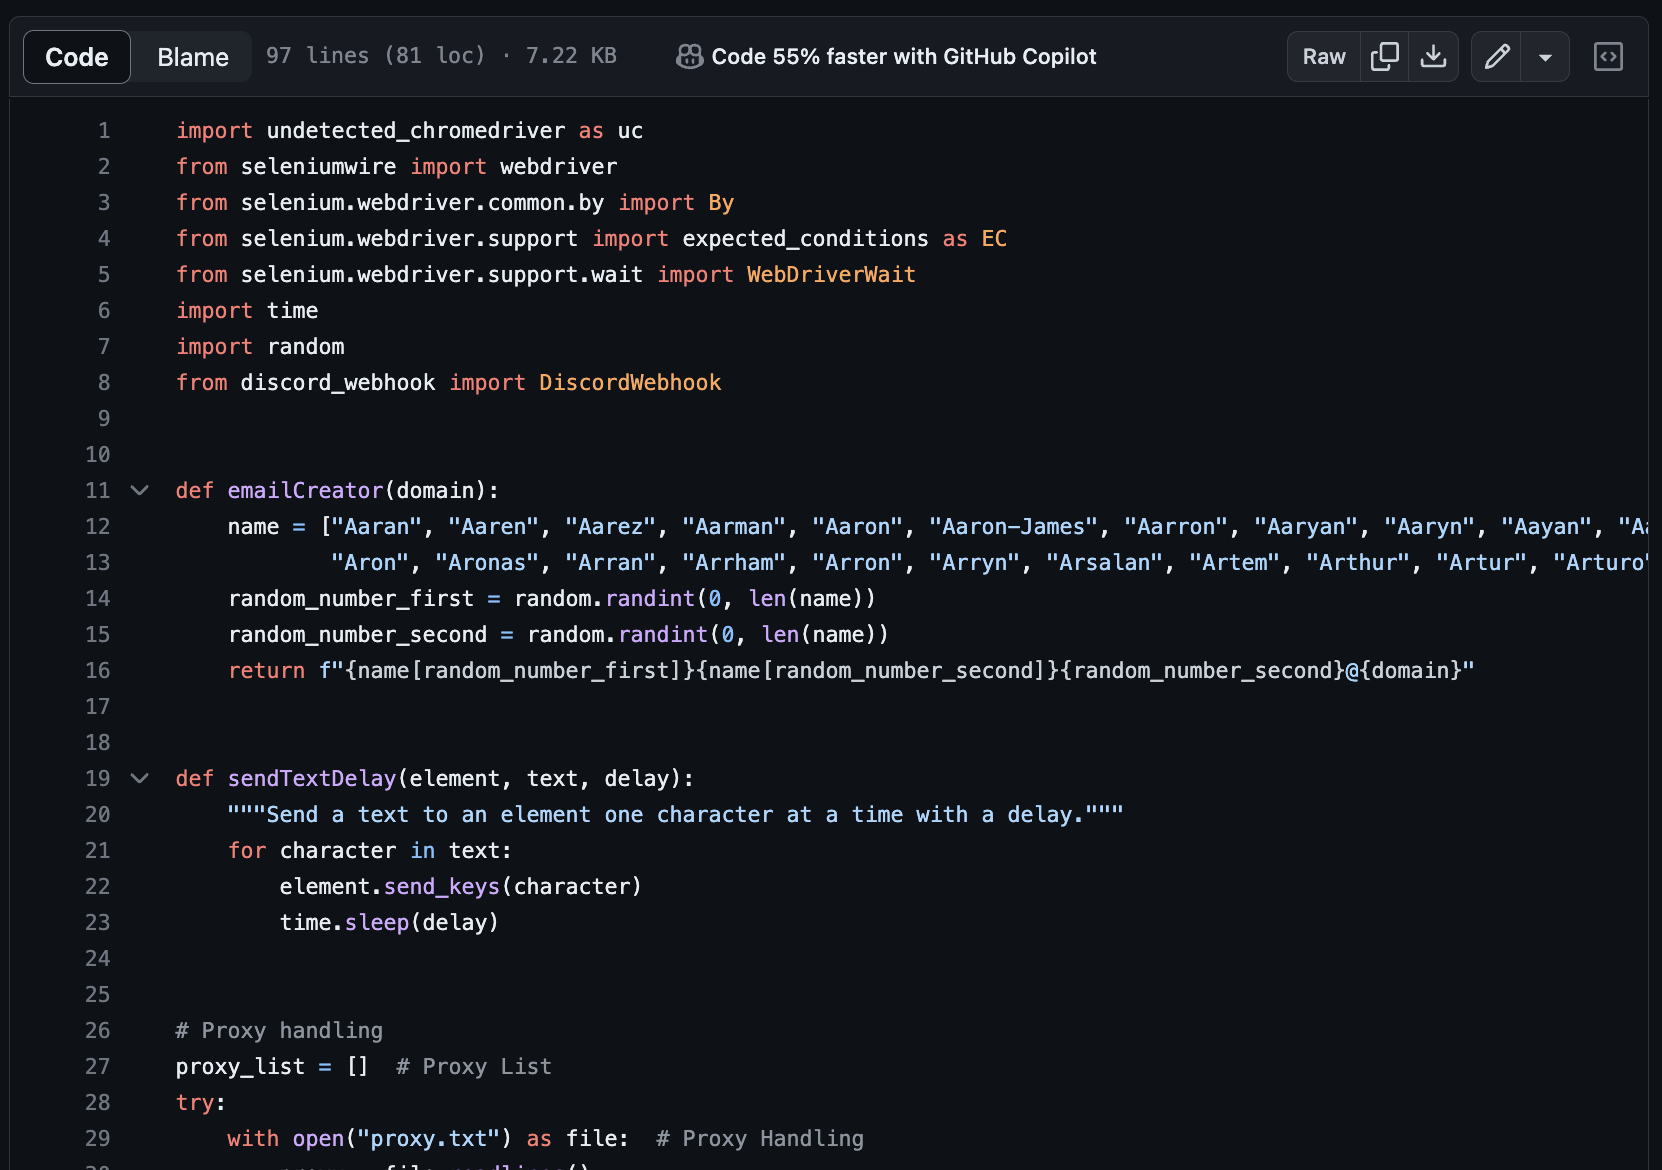 Code Blame 97 lines (81 loc) · 7.22 KB Code 55% faster with GitHub Copilot Raw
1 import undetected_chromedriver as uc
2 from seleniumwire import webdriver
3 from selenium.webdriver.common.by import By
4 from selenium.webdriver.support import expected_conditions as EC
5 from selenium.webdriver.support.wait import WebDriverWait
6 import time
7 import random
8 from discord_webhook import DiscordWebhook
9
10
11 def emailCreator(domain):
12 name = ["Aaran", "Aaren", "Aarez", "Aarman", "Aaron", "Aaron-James", "Aarron", "Aaryan", "Aaryn", "Aayan",
13 "Aron", "Aronas", "Arran", "Arrham", "Arron", "Arryn", "Arsalan", "Artem", "Arthur", "Artur", "Arturo"
14 random_number_first = random.randint(0, len(name))
15 random_number_second = random.randint(0, len(name))
16 return f"{name[random_number_first]}{name[random_number_second]}{random_number_second}@{domain}"
17
18
19 def sendTextDelay(element, text, delay):
20 """Send a text to an element one character at a time with a delay."""
21 for character in text:
22 element.send_keys(character)
23 time.sleep(delay)
24
25
26 # Proxy handling
27 proxy_list = [] # Proxy List
28 try:
29 with open("proxy.txt") as file: # Proxy Handling